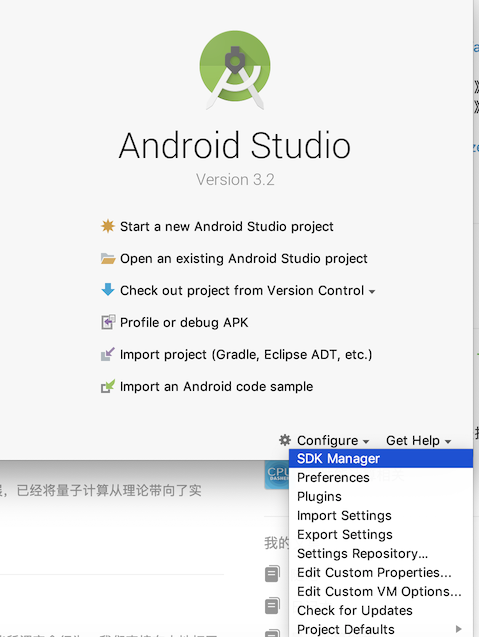 Android Studio
Version 3.2
Start a new Android Studio project
Open an existing Android Studio project
Check out project from Version Control
Profile or debug APK
Import project (Gradle, Eclipse ADT, etc.)
Import an Android code sample
Configure Get Help
SDK Manager
Preferences
Plugins
Import Settings
Export Settings
Settings Repository...
Edit Custom Properties...
Edit Custom VM Options...
Check for Updates
Project Defaults
CPU
，已经将量子计算从理论带向了实
我的